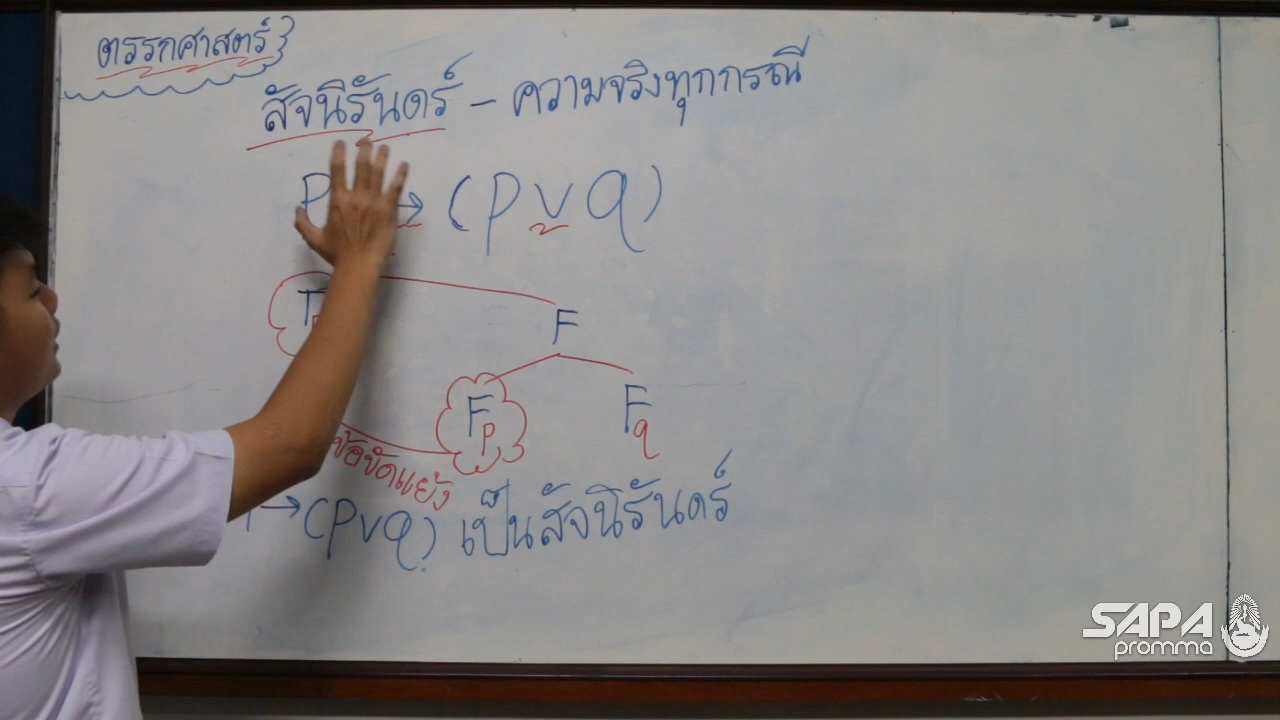 ตรรกศาสตร์
สัจนิรันดร์ – ความจริงทุกกรณี
P → (P ∨ Q)
T F
F P F q
ข้อขัดแย้ง
→ (P ∨ Q) เป็นสัจนิรันดร์
SAPA
promma